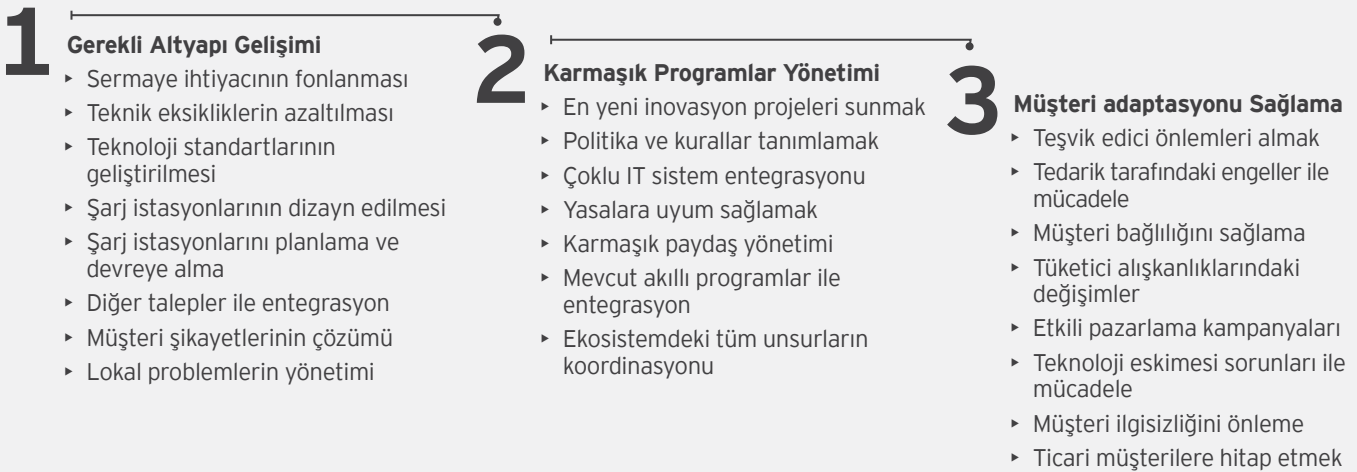 1
Gerekli Altyapı Gelişimi
▸ Sermaye ihtiyacının fonlanması
▸ Teknik eksikliklerin azaltılması
▸ Teknoloji standartlarının
geliştirilmesi
▸ Şarj istasyonlarının dizayn edilmesi
▸ Şarj istasyonlarını planlama ve
devreye alma
▸ Diğer talepler ile entegrasyon
▸ Müşteri şikayetlerinin çözümü
▸ Lokal problemlerin yönetimi
2
Karmaşık Programlar Yönetimi
▸ En yeni inovasyon projeleri sunmak
▸ Politika ve kurallar tanımlamak
▸ Çoklu IT sistem entegrasyonu
▸ Yasalara uyum sağlamak
▸ Karmaşık paydaş yönetimi
▸ Mevcut akıllı programlar ile
entegrasyon
▸ Ekosistemdeki tüm unsurların
koordinasyonu
3
Müşteri adaptasyonu Sağlama
▸ Teşvik edici önlemleri almak
▸ Tedarik tarafındaki engeller ile
mücadele
▸ Müşteri bağlılığını sağlama
▸ Tüketici alışkanlıklarındaki
değişimler
▸ Etkili pazarlama kampanyaları
▸ Teknoloji eskimesi sorunları ile
mücadele
▸ Müşteri ilgisizliğini önleme
▸ Ticari müşterilere hitap etmek